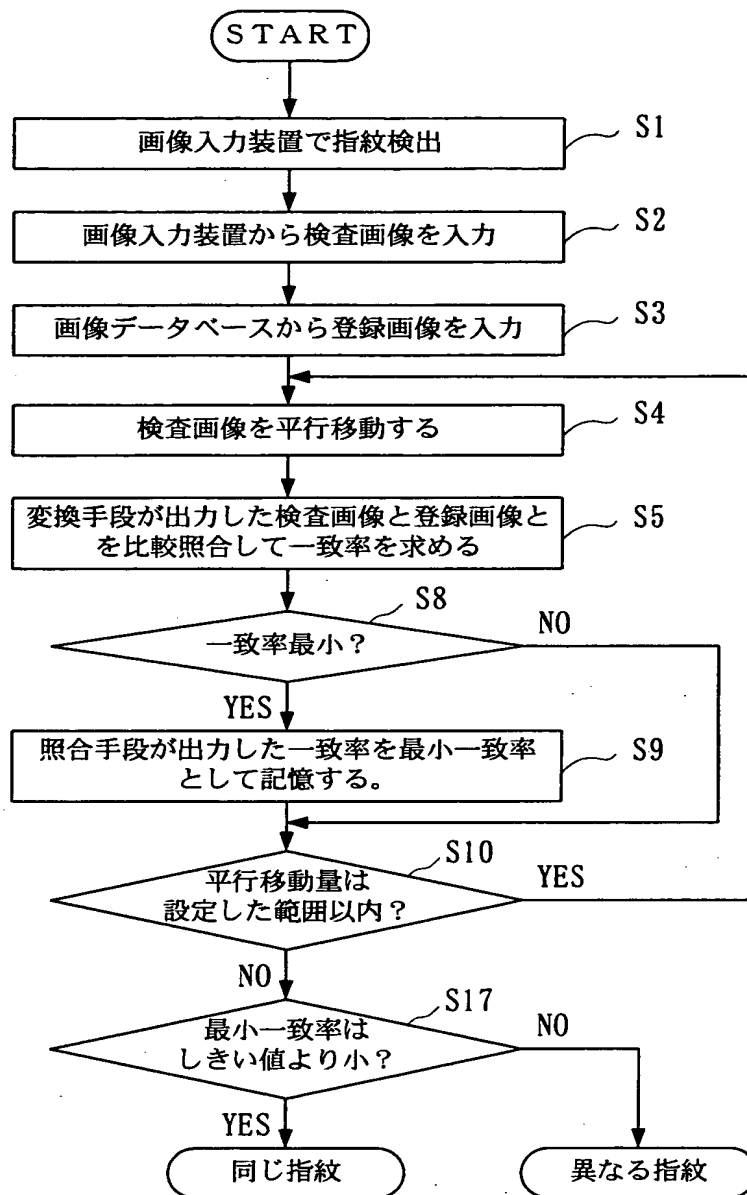 START
画像入力装置で指紋検出
S1
画像入力装置から検査画像を入力
S2
画像データベースから登録画像を入力
S3
検査画像を平行移動する
S4
変換手段が出力した検査画像と登録画像と
を比較照合して一致率を求める
S5
S8
一致率最小？
NO
YES
照合手段が出力した一致率を最小一致率
として記憶する。
S9
S10
平行移動量は
設定した範囲以内？
YES
NO
S17
最小一致率は
しきい値より小？
NO
YES
同じ指紋
異なる指紋